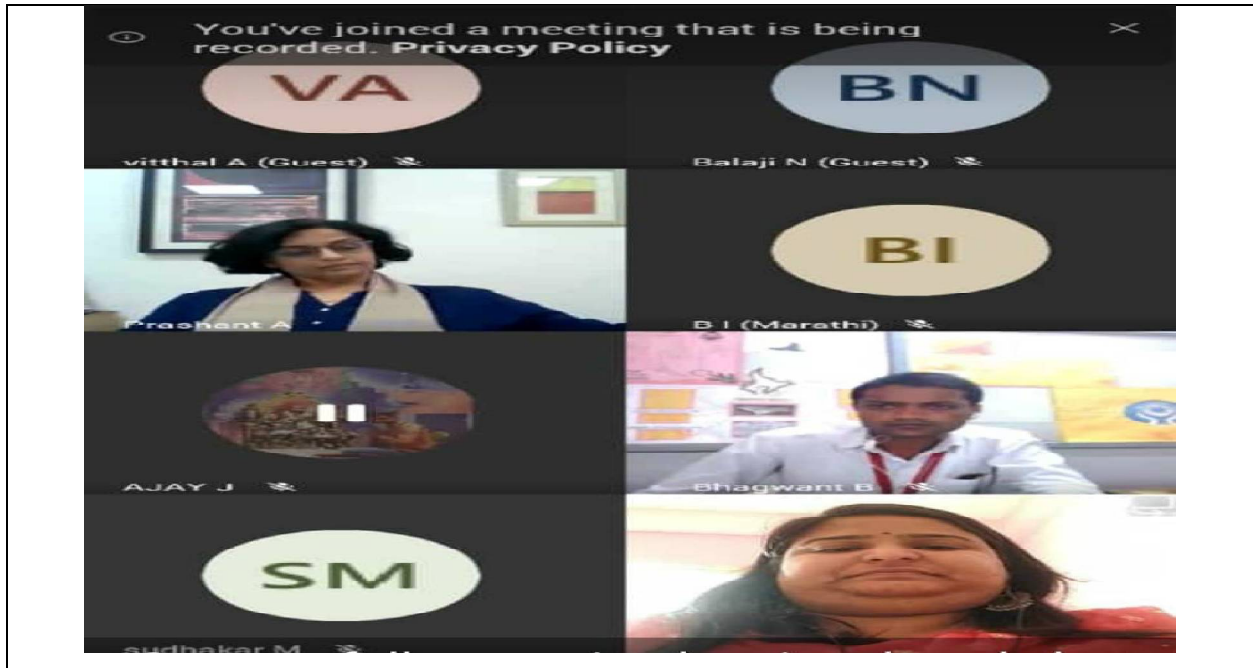 You've joined a meeting that is being
recorded. Privacy Policy
VA
BN
vitthal A (Guest)
Balaji N (Guest)
BI
Prashant A
B I (Marathi)
AJAY J
Bhagwant B
SM
sudhakar M